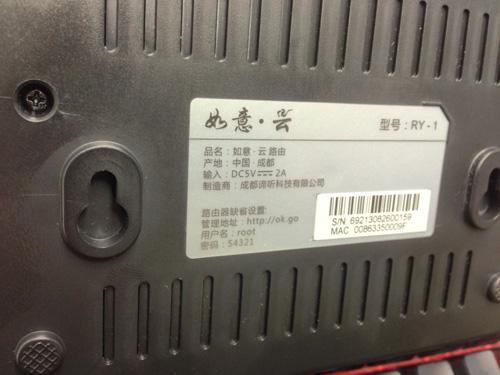 如意·云
型号：RY-1
品名：如意·云 路由
产地：中国·成都
输入：DC5V⎓2A
制造商：成都谛听科技有限公司
路由器缺省设置:
管理地址：http://ok.go
用户名：root
密码：54321
S/N 69213082600159
MAC 00863350009F